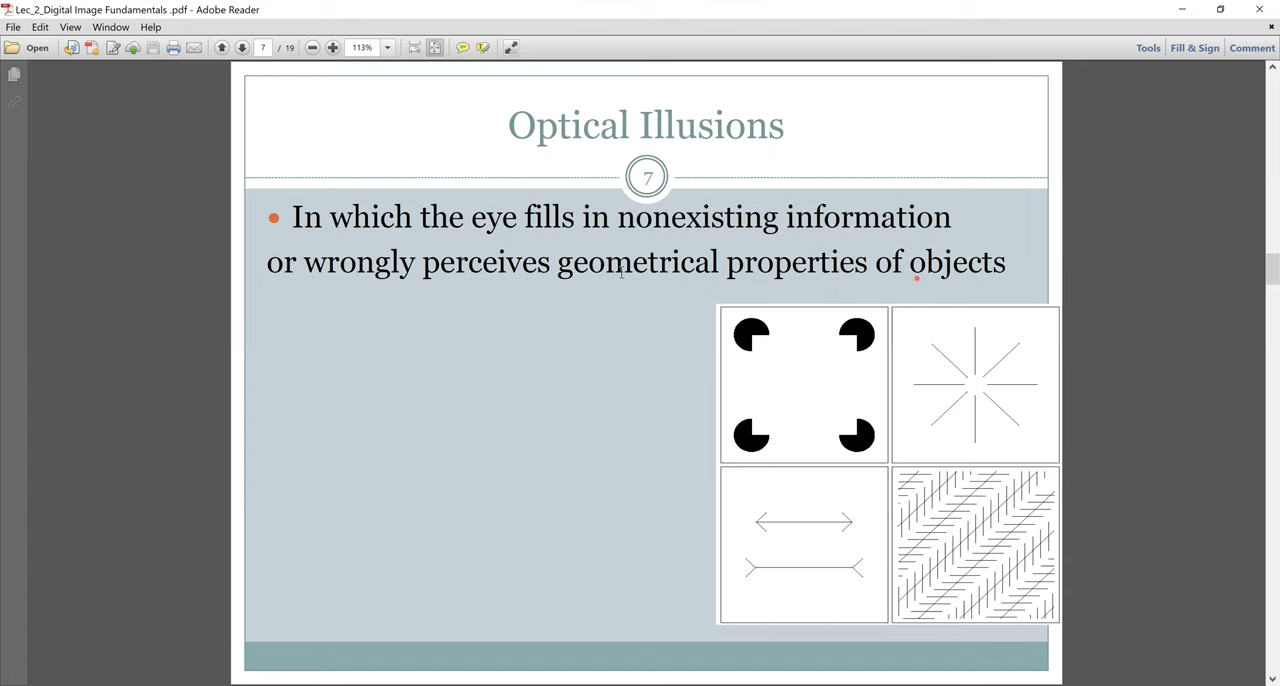 Lec_2_Digital Image Fundamentals .pdf - Adobe Reader
File Edit View Window Help
Open 7 / 19 113% Tools Fill & Sign Comment
Optical Illusions
7
In which the eye fills in nonexisting information
or wrongly perceives geometrical properties of objects